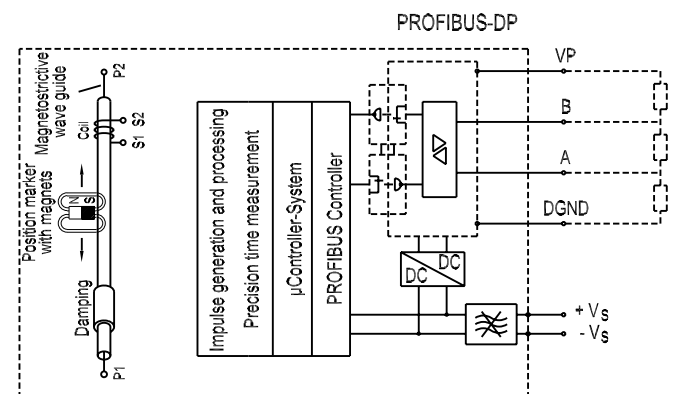 PROFIBUS-DP
P2
Magnetostrictive
wave guide
Coil
S2
S1
Position marker
with magnets
N
S
Damping
P1
Impulse generation and processing
Precision time measurement
µController-System
PROFIBUS Controller
VP
B
A
DGND
DC
DC
+ Vs
- Vs